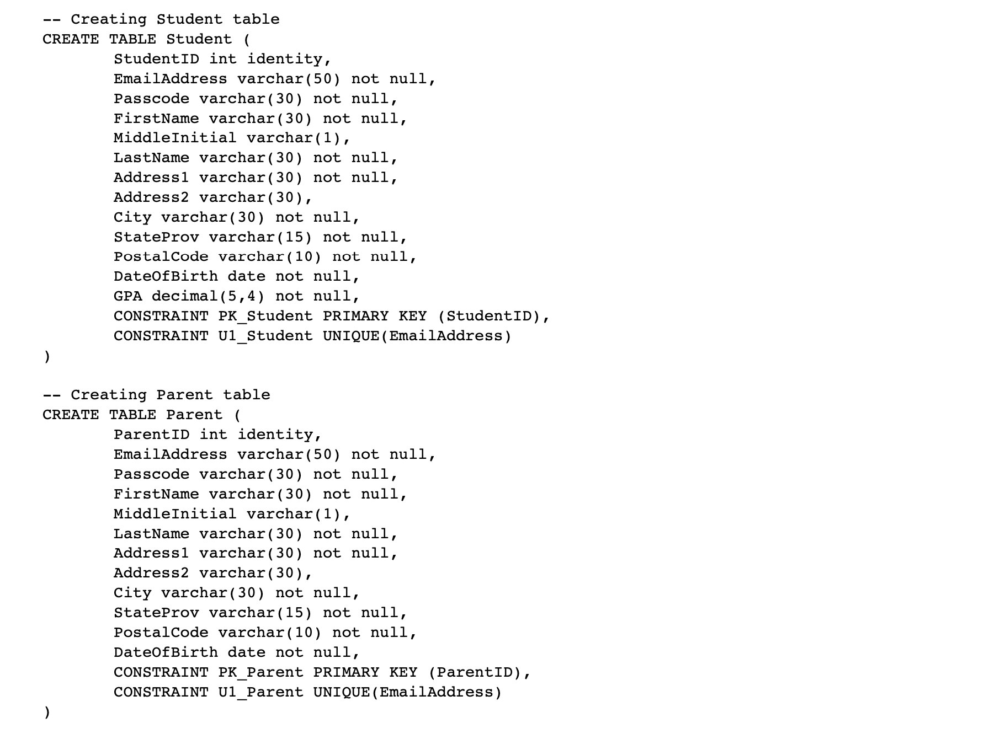 -- Creating Student table
CREATE TABLE Student (
StudentID int identity,
EmailAddress varchar(50) not null,
Passcode varchar(30) not null,
FirstName varchar(30) not null,
MiddleInitial varchar(1),
LastName varchar(30) not null,
Address1 varchar(30) not null,
Address2 varchar(30),
City varchar(30) not null,
StateProv varchar(15) not null,
PostalCode varchar(10) not null,
DateOfBirth date not null,
GPA decimal(5,4) not null,
CONSTRAINT PK_Student PRIMARY KEY (StudentID),
CONSTRAINT U1_Student UNIQUE(EmailAddress)
)
-- Creating Parent table
CREATE TABLE Parent (
ParentID int identity,
EmailAddress varchar(50) not null,
Passcode varchar(30) not null,
FirstName varchar(30) not null,
MiddleInitial varchar(1),
LastName varchar(30) not null,
Address1 varchar(30) not null,
Address2 varchar(30),
City varchar(30) not null,
StateProv varchar(15) not null,
PostalCode varchar(10) not null,
DateOfBirth date not null,
CONSTRAINT PK_Parent PRIMARY KEY (ParentID),
CONSTRAINT U1_Parent UNIQUE(EmailAddress)
)